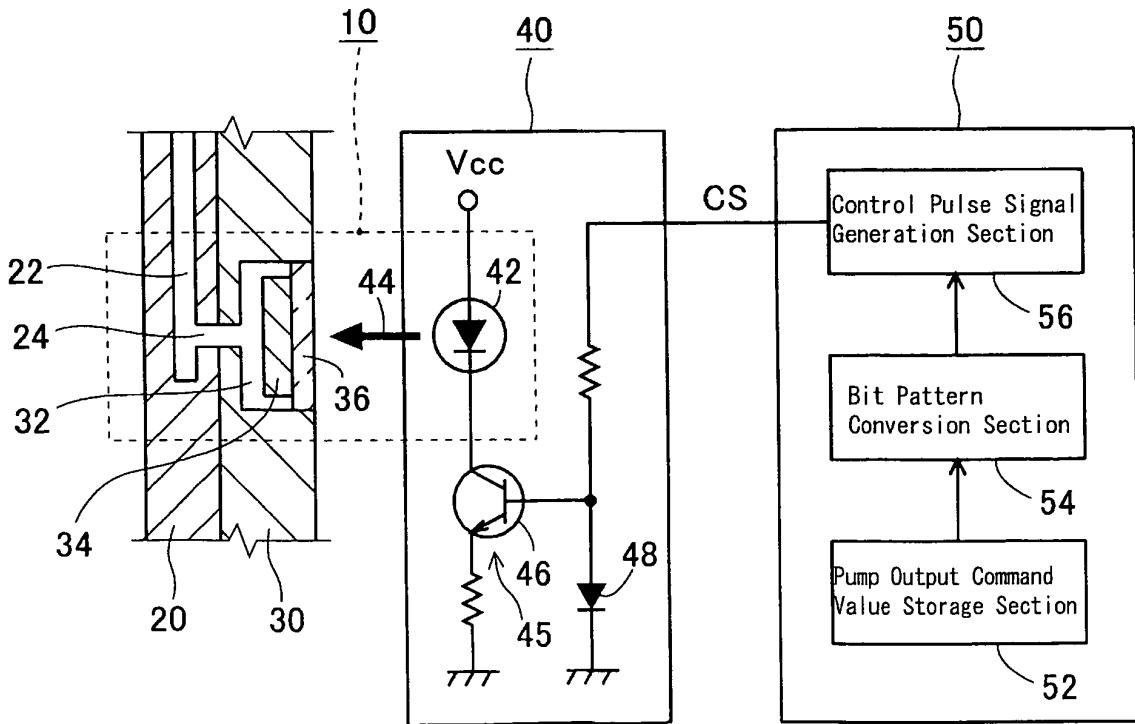 10
40
50
Vcc
CS
Control Pulse Signal
Generation Section
22
42
44
56
24
36
32
Bit Pattern
Conversion Section
54
34
46
48
Pump Output Command
Value Storage Section
20
30
45
52